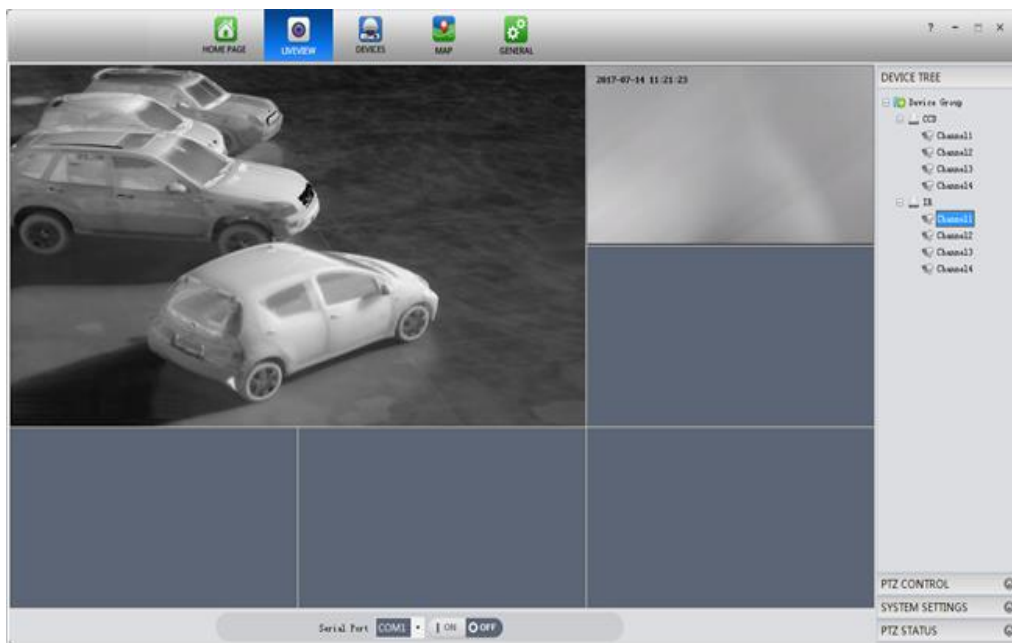 HOME PAGE
LIVEVIEW
DEVICES
MAP
GENERAL
?
2017-07-14 11:21:23
DEVICE TREE
Device Group
CCD
Channel1
Channel2
Channel3
Channel4
IR
Channel1
Channel2
Channel3
Channel4
PTZ CONTROL
SYSTEM SETTINGS
PTZ STATUS
Serial Port COM1 ON OFF